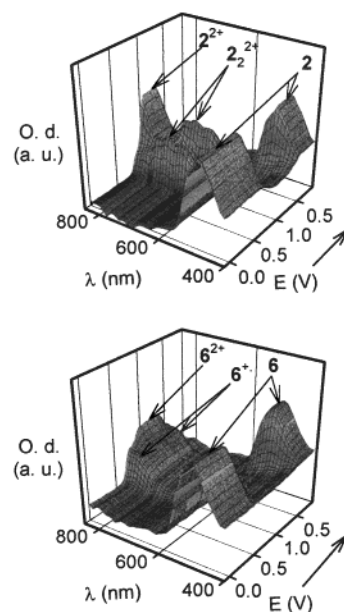 2²⁺ 2₂²⁺ 2
O. d.
(a. u.)
800 600 400
λ (nm)
0.0 0.5 1.0 0.5
E (V)
6²⁺ 6⁺· 6
O. d.
(a. u.)
800 600 400
λ (nm)
0.0 0.5 1.0 0.5
E (V)